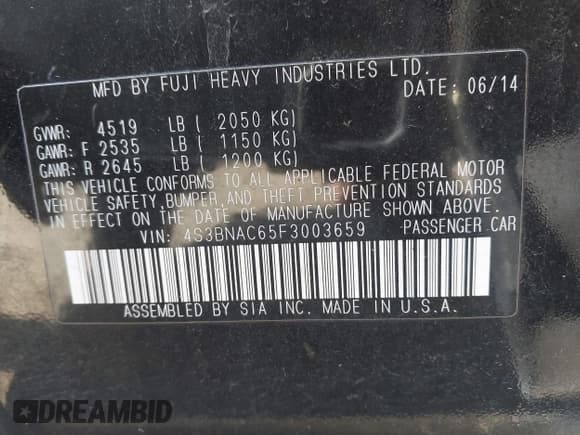 MFD BY FUJI HEAVY INDUSTRIES LTD.
DATE: 06/14
GVWR: 4519 LB ( 2050 KG)
GAWR: F 2535 LB ( 1150 KG)
GAWR: R 2645 LB ( 1200 KG)
THIS VEHICLE CONFORMS TO ALL APPLICABLE FEDERAL MOTOR
VEHICLE SAFETY,BUMPER,AND THEFT PREVENTION STANDARDS
IN EFFECT ON THE DATE OF MANUFACTURE SHOWN ABOVE.
VIN: 4S3BNAC65F3003659 PASSENGER CAR
ASSEMBLED BY SIA INC. MADE IN U.S.A.
DREAMBID